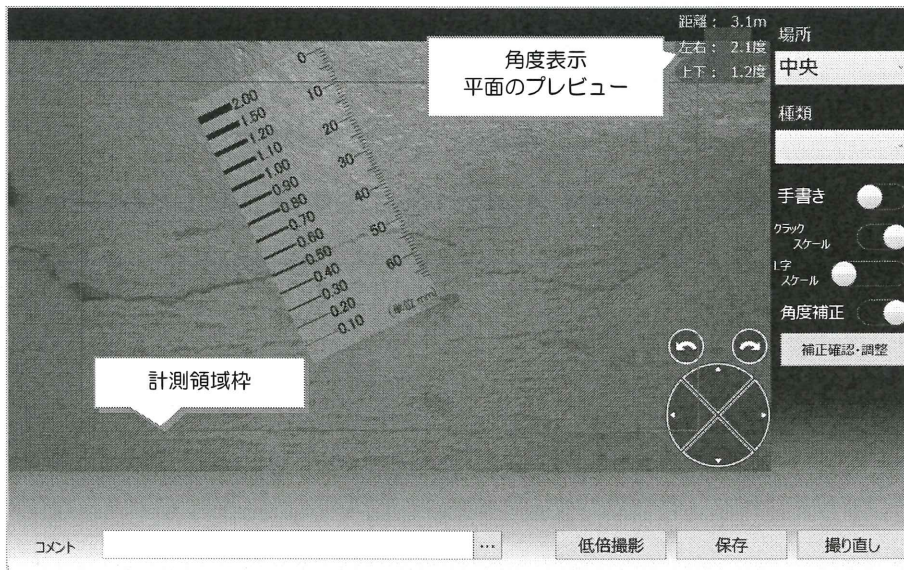 距離： 3.1m
左右： 2.1度
上下： 1.2度
角度表示
平面のプレビュー
場所
中央
種類
手書き
クラック
スケール
L字
スケール
角度補正
補正確認・調整
0
10
20
30
40
50
60
2.00
1.50
1.20
1.10
1.00
0.90
0.80
0.70
0.60
0.50
0.40
0.30
0.20
0.10
(単位 mm)
計測領域枠
コメント
...
低倍撮影
保存
撮り直し